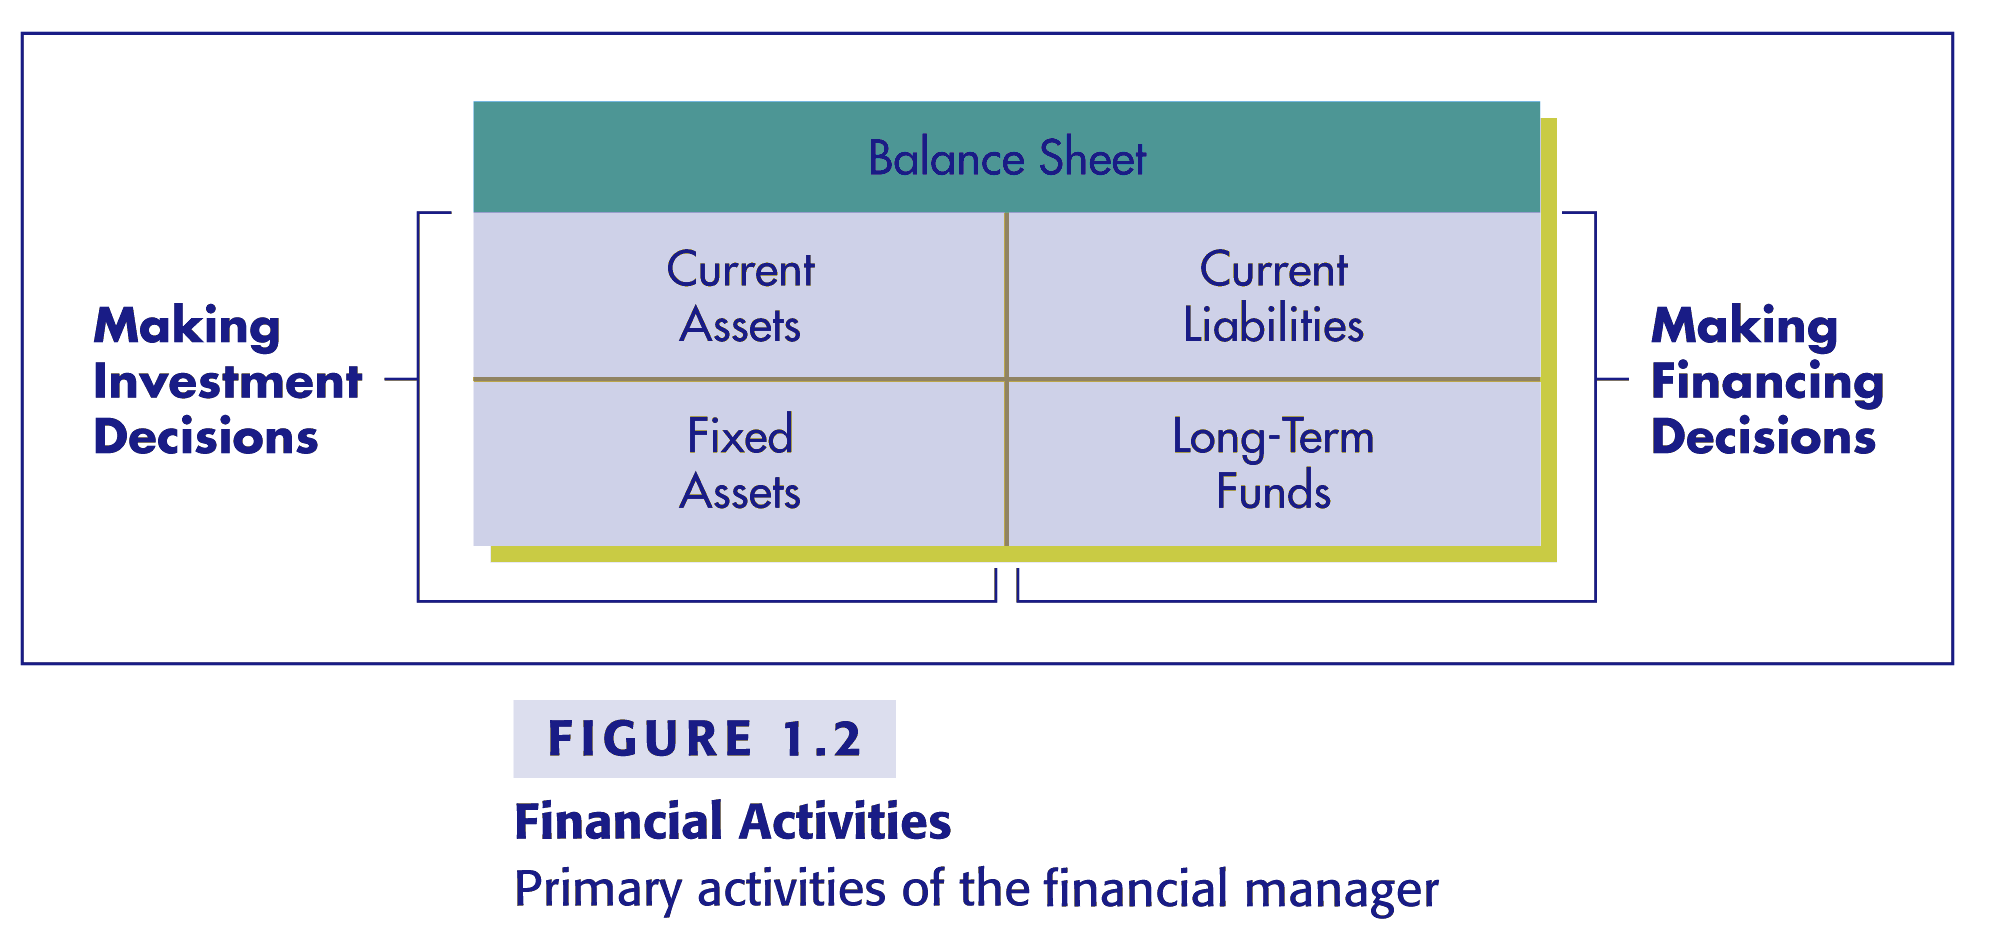 Balance Sheet
Making
Investment
Decisions
Current
Assets
Current
Liabilities
Fixed
Assets
Long-Term
Funds
Making
Financing
Decisions
FIGURE 1.2
Financial Activities
Primary activities of the financial manager